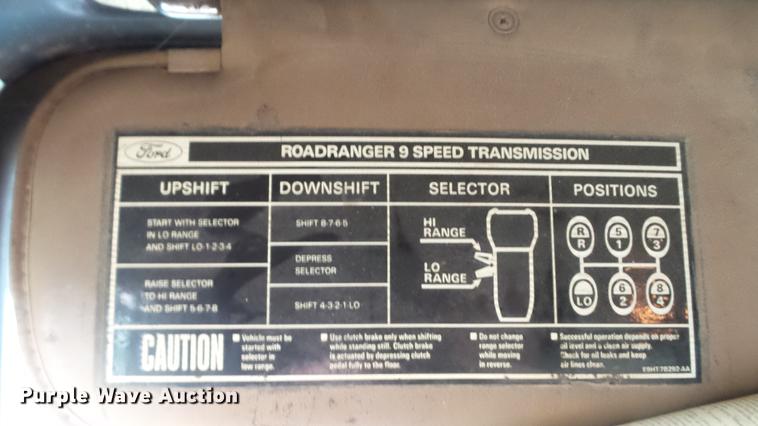 Ford
ROADRANGER 9 SPEED TRANSMISSION
UPSHIFT
START WITH SELECTOR
IN LO RANGE
AND SHIFT LO-1-2-3-4
RAISE SELECTOR
TO HI RANGE
AND SHIFT 5-6-7-8
DOWNSHIFT
SHIFT 8-7-6-5
DEPRESS
SELECTOR
SHIFT 4-3-2-1-LO
SELECTOR
HI
RANGE
LO
RANGE
POSITIONS
R 5 7
R 1 3
6 8
LO 2 4
CAUTION
Vehicle must be
started with
selector in
low range.
Use clutch brake only when shifting
while standing still. Clutch brake
is actuated by depressing clutch
pedal fully to the floor.
Do not change
range selector
while moving
in reverse.
Successful operation depends on proper
oil level and a clean air supply.
Check for oil leaks and keep
air lines clean.
E9HT-7B292-AA
Purple Wave Auction